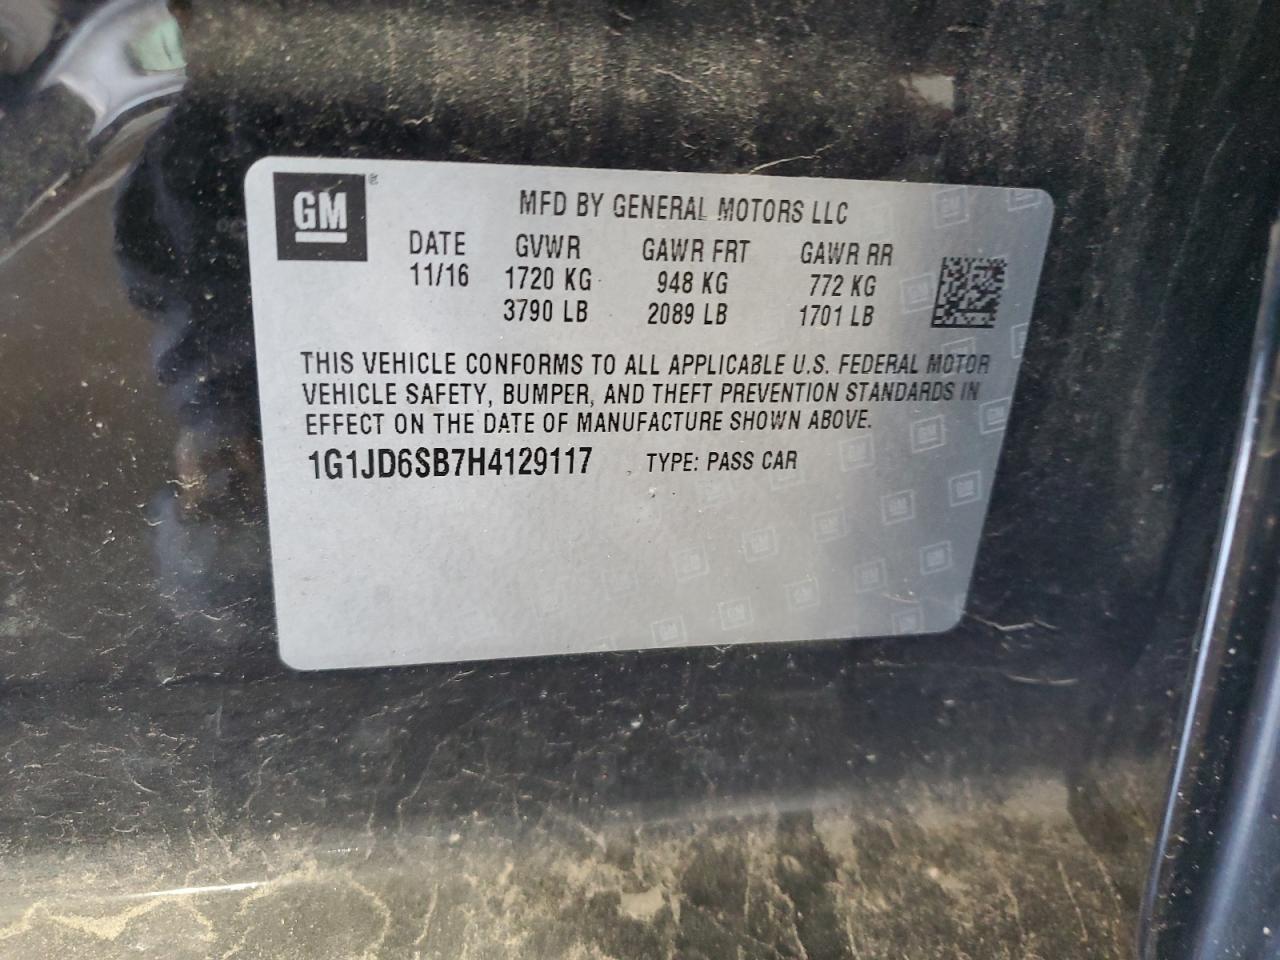 GM
MFD BY GENERAL MOTORS LLC
DATE GVWR GAWR FRT GAWR RR
11/16 1720 KG 948 KG 772 KG
3790 LB 2089 LB 1701 LB
THIS VEHICLE CONFORMS TO ALL APPLICABLE U.S. FEDERAL MOTOR
VEHICLE SAFETY, BUMPER, AND THEFT PREVENTION STANDARDS IN
EFFECT ON THE DATE OF MANUFACTURE SHOWN ABOVE.
1G1JD6SB7H4129117 TYPE: PASS CAR